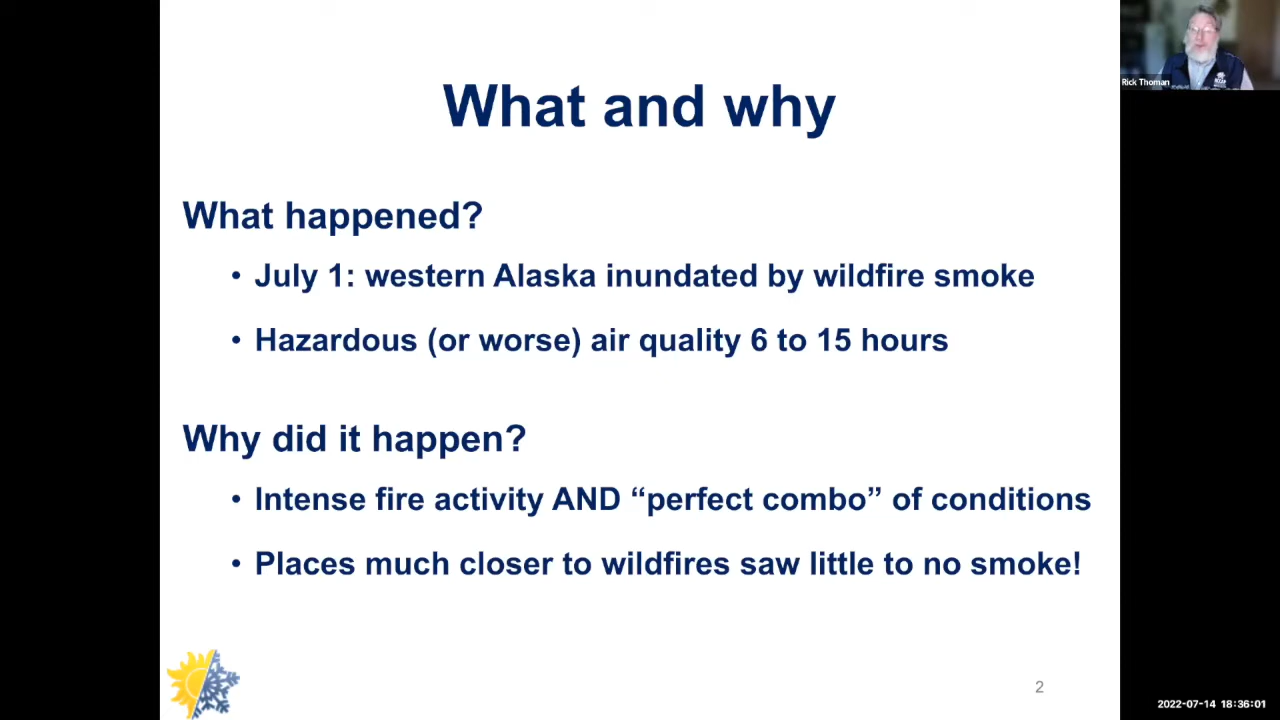 What and why
What happened?
• July 1: western Alaska inundated by wildfire smoke
• Hazardous (or worse) air quality 6 to 15 hours
Why did it happen?
• Intense fire activity AND “perfect combo” of conditions
• Places much closer to wildfires saw little to no smoke!
2
Rick Thoman
2022-07-14 18:36:01